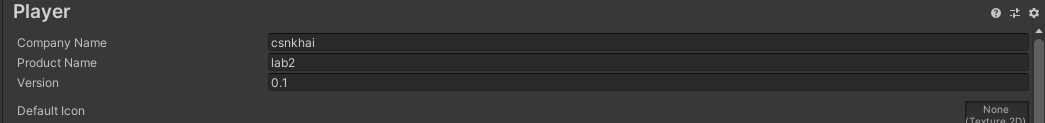 Player
Company Name csnkhai
Product Name lab2
Version 0.1
Default Icon None
(Texture 2D)